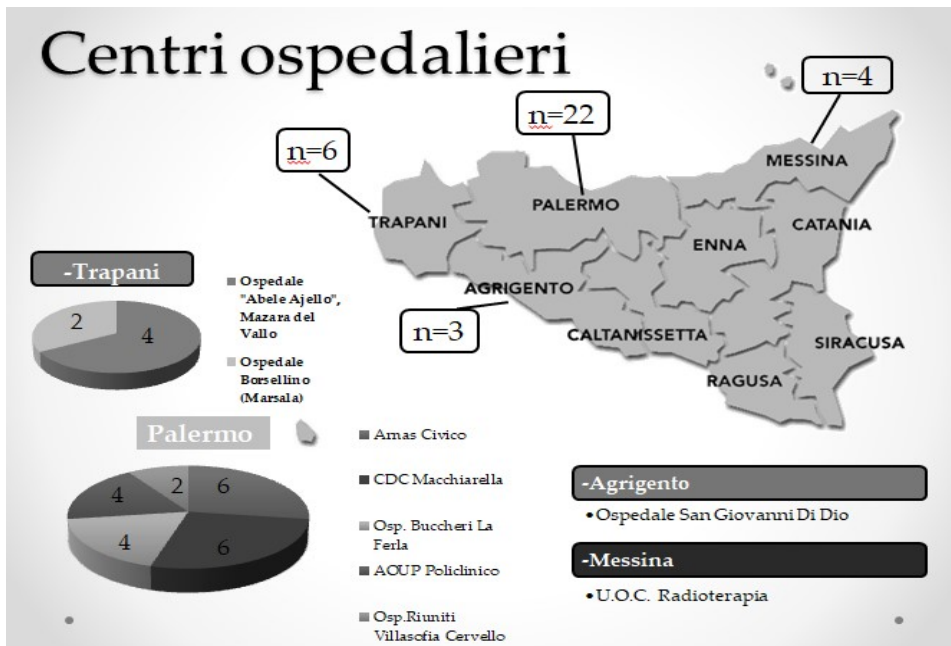 Centri ospedalieri
n=4
n=22
n=6
MESSINA
PALERMO
TRAPANI
CATANIA
ENNA
AGRIGENTO
n=3
CALTANISSETTA
SIRACUSA
RAGUSA
-Trapani
2
4
Ospedale
"Abele Ajello",
Mazara del
Vallo
Ospedale
Borsellino
(Marsala)
Palermo
2
6
4
4
6
Arnas Civico
CDC Macchiarella
Osp. Buccheri La
Ferla
AOUP Policlinico
Osp.Riuniti
Villasofia Cervello
-Agrigento
•Ospedale San Giovanni Di Dio
-Messina
•U.O.C. Radioterapia